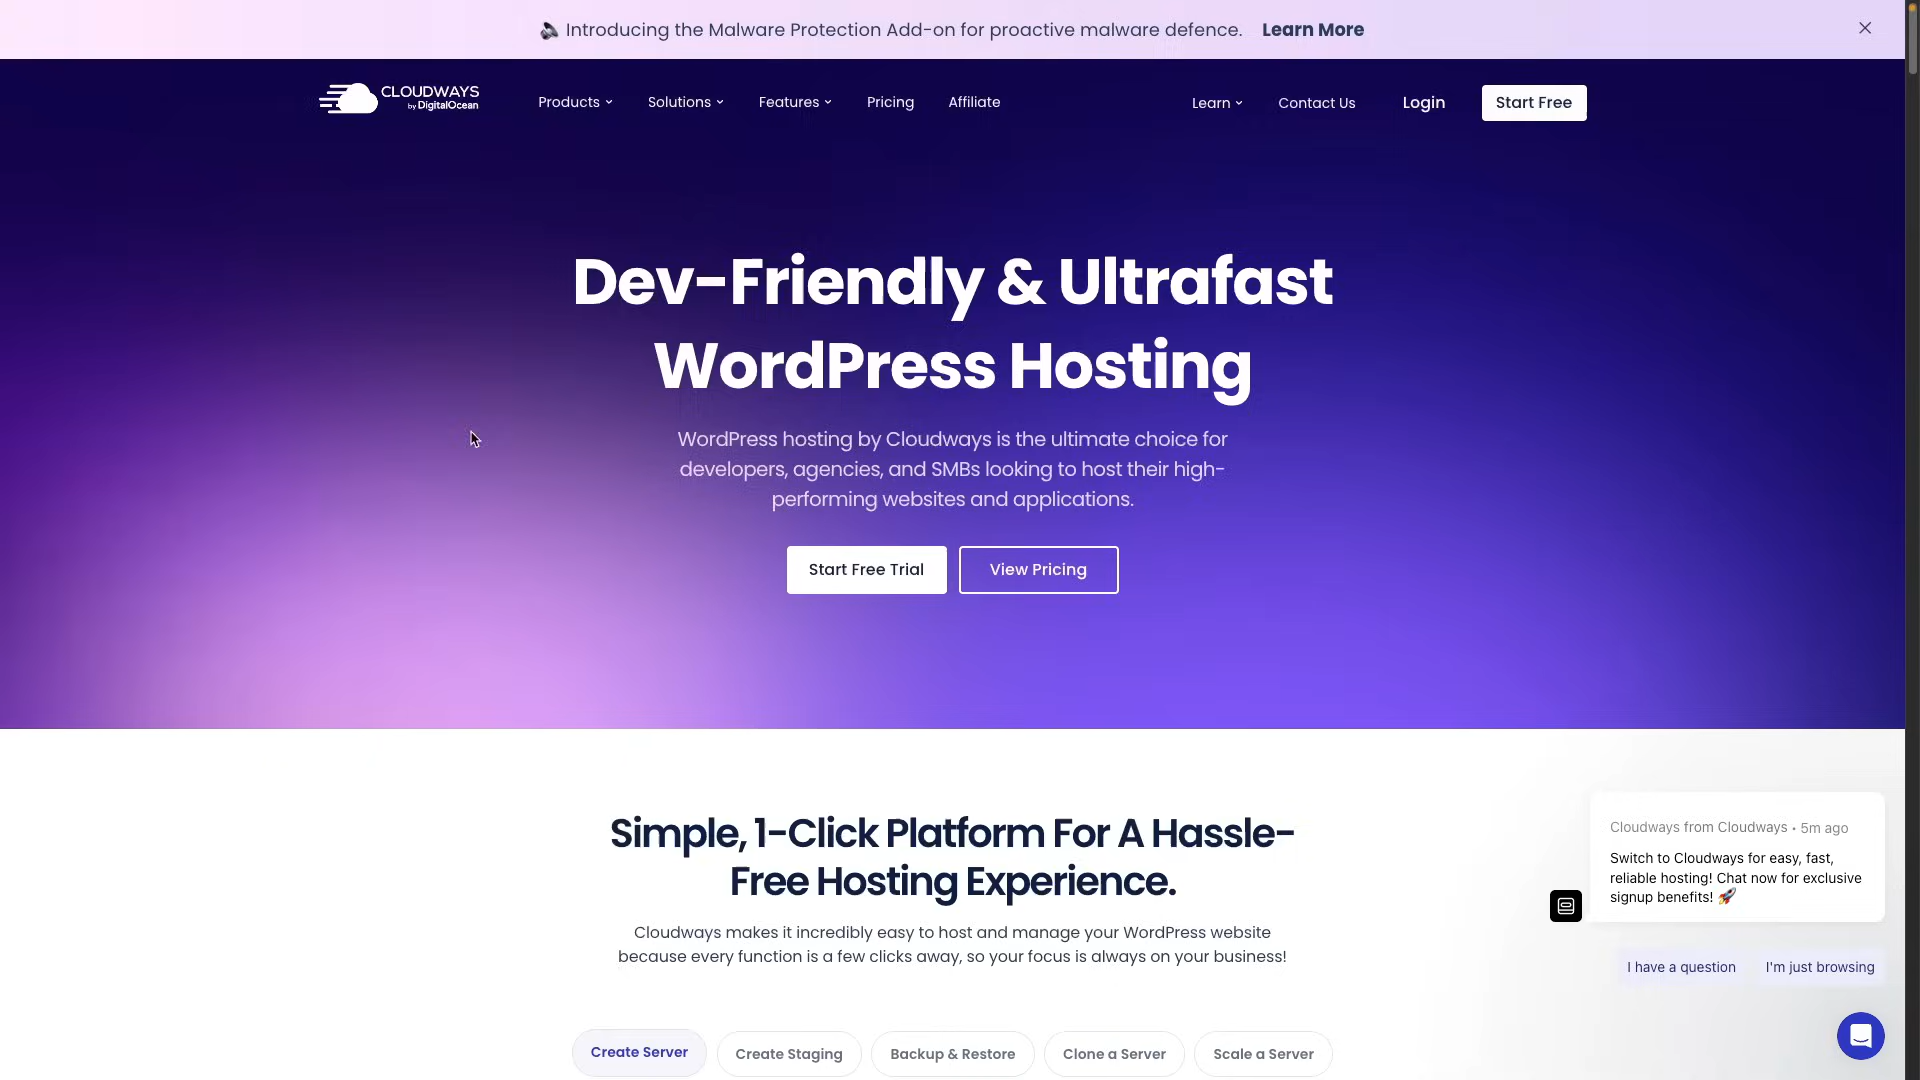 Introducing the Malware Protection Add-on for proactive malware defence. Learn More
CLOUDWAYS
by DigitalOcean
Products
Solutions
Features
Pricing
Affiliate
Learn
Contact Us
Login
Start Free
Dev-Friendly & Ultrafast
WordPress Hosting
WordPress hosting by Cloudways is the ultimate choice for
developers, agencies, and SMBs looking to host their high-
performing websites and applications.
Start Free Trial
View Pricing
Simple, 1-Click Platform For A Hassle-
Free Hosting Experience.
Cloudways makes it incredibly easy to host and manage your WordPress website
because every function is a few clicks away, so your focus is always on your business!
Create Server
Create Staging
Backup & Restore
Clone a Server
Scale a Server
Cloudways from Cloudways • 5m ago
Switch to Cloudways for easy, fast,
reliable hosting! Chat now for exclusive
signup benefits! 🚀
I have a question
I'm just browsing